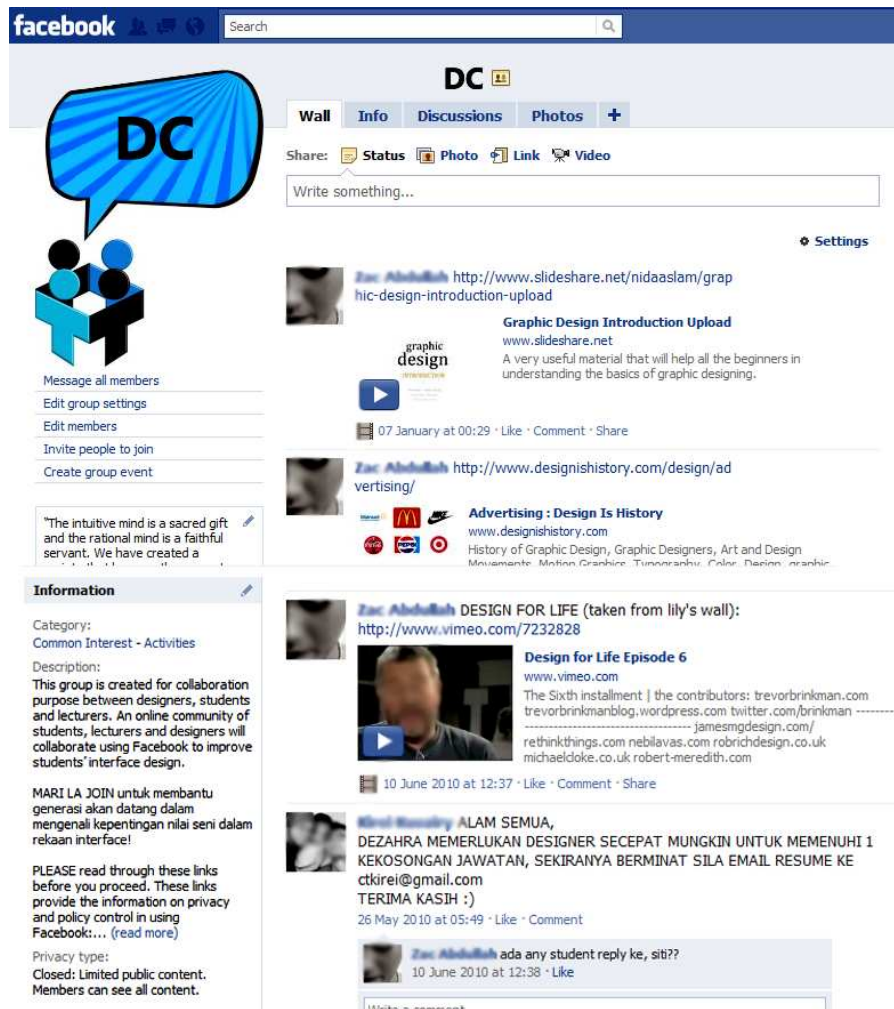 facebook
Search
DC
DC
Wall Info Discussions Photos +
Share: Status Photo Link Video
Write something...
Settings
Message all members
Edit group settings
Edit members
Invite people to join
Create group event
"The intuitive mind is a sacred gift
and the rational mind is a faithful
servant. We have created a
Information
Category:
Common Interest - Activities
Description:
This group is created for collaboration
purpose between designers, students
and lecturers. An online community of
students, lecturers and designers will
collaborate using Facebook to improve
students' interface design.
MARI LA JOIN untuk membantu
generasi akan datang dalam
mengenali kepentingan nilai seni dalam
rekaan interface!
PLEASE read through these links
before you proceed. These links
provide the information on privacy
and policy control in using
Facebook:... (read more)
Privacy type:
Closed: Limited public content.
Members can see all content.
http://www.slideshare.net/nidaaslam/grap
hic-design-introduction-upload
graphic
design
Graphic Design Introduction Upload
www.slideshare.net
A very useful material that will help all the beginners in
understanding the basics of graphic designing.
07 January at 00:29 · Like · Comment · Share
http://www.designishistory.com/design/ad
vertising/
Advertising : Design Is History
www.designishistory.com
History of Graphic Design, Graphic Designers, Art and Design
Movements, Motion Graphics, Typography, Color, Design, graphic
DESIGN FOR LIFE (taken from lily's wall):
http://www.vimeo.com/7232828
Design for Life Episode 6
www.vimeo.com
The Sixth installment | the contributors: trevorbrinkman.com
trevorbrinkmanblog.wordpress.com twitter.com/brinkman --------
---------------------------------- jamesmgdesign.com/
rethinkthings.com nebilavas.com robrichdesign.co.uk
michaelcloke.co.uk robert-meredith.com
10 June 2010 at 12:37 · Like · Comment · Share
ALAM SEMUA,
DEZAHRA MEMERLUKAN DESIGNER SECEPAT MUNGKIN UNTUK MEMENUHI 1
KEKOSONGAN JAWATAN, SEKIRANYA BERMINAT SILA EMAIL RESUME KE
ctkirei@gmail.com
TERIMA KASIH :)
26 May 2010 at 05:49 · Like · Comment
ada any student reply ke, siti??
10 June 2010 at 12:38 · Like
Write a comment